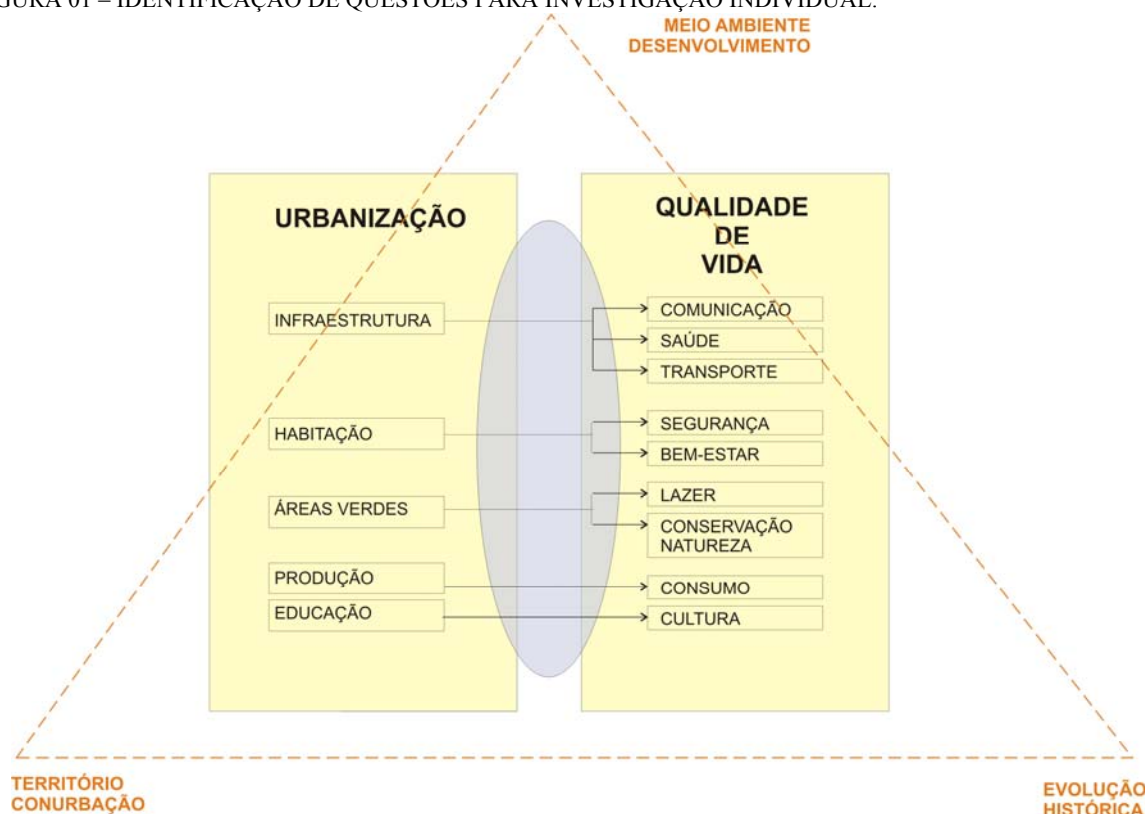 GURA 01 – IDENTIFICAÇÃO DE QUESTÕES PARA INVESTIGAÇÃO INDIVIDUAL.
MEIO AMBIENTE
DESENVOLVIMENTO
URBANIZAÇÃO
INFRAESTRUTURA
HABITAÇÃO
ÁREAS VERDES
PRODUÇÃO
EDUCAÇÃO
QUALIDADE
DE
VIDA
COMUNICAÇÃO
SAÚDE
TRANSPORTE
SEGURANÇA
BEM-ESTAR
LAZER
CONSERVAÇÃO
NATUREZA
CONSUMO
CULTURA
TERRITÓRIO
CONURBAÇÃO
EVOLUÇÃO
HISTÓRICA